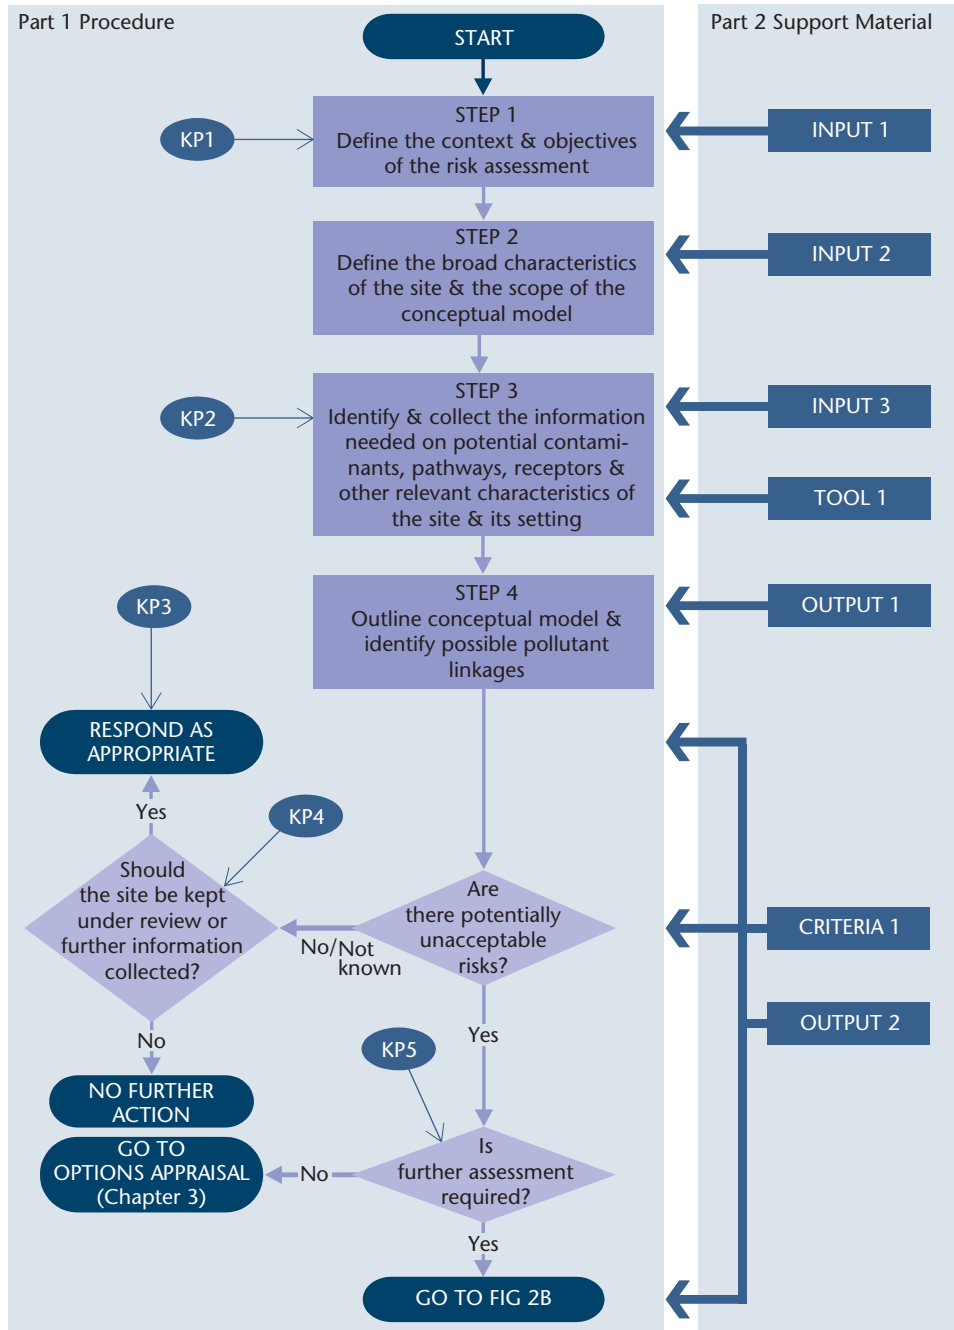 Part 1 Procedure
Part 2 Support Material
START
STEP 1
Define the context & objectives
of the risk assessment
KP1
INPUT 1
STEP 2
Define the broad characteristics
of the site & the scope of the
conceptual model
INPUT 2
STEP 3
Identify & collect the information
needed on potential contami-
nants, pathways, receptors &
other relevant characteristics of
the site & its setting
KP2
INPUT 3
TOOL 1
STEP 4
Outline conceptual model &
identify possible pollutant
linkages
OUTPUT 1
KP3
RESPOND AS
APPROPRIATE
Yes
KP4
Should
the site be kept
under review or
further information
collected?
No/Not
known
Are
there potentially
unacceptable
risks?
CRITERIA 1
OUTPUT 2
No
Yes
KP5
NO FURTHER
ACTION
GO TO
OPTIONS APPRAISAL
(Chapter 3)
No
Is
further assessment
required?
Yes
GO TO FIG 2B